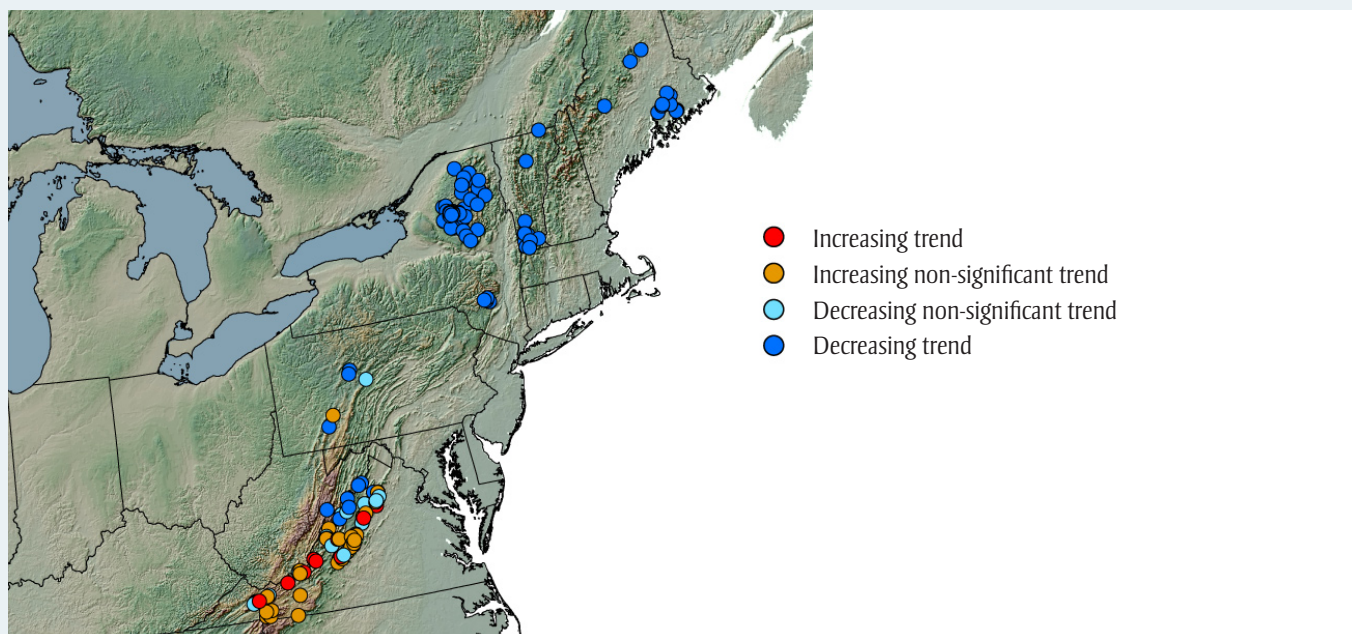 Increasing trend
Increasing non-significant trend
Decreasing non-significant trend
Decreasing trend